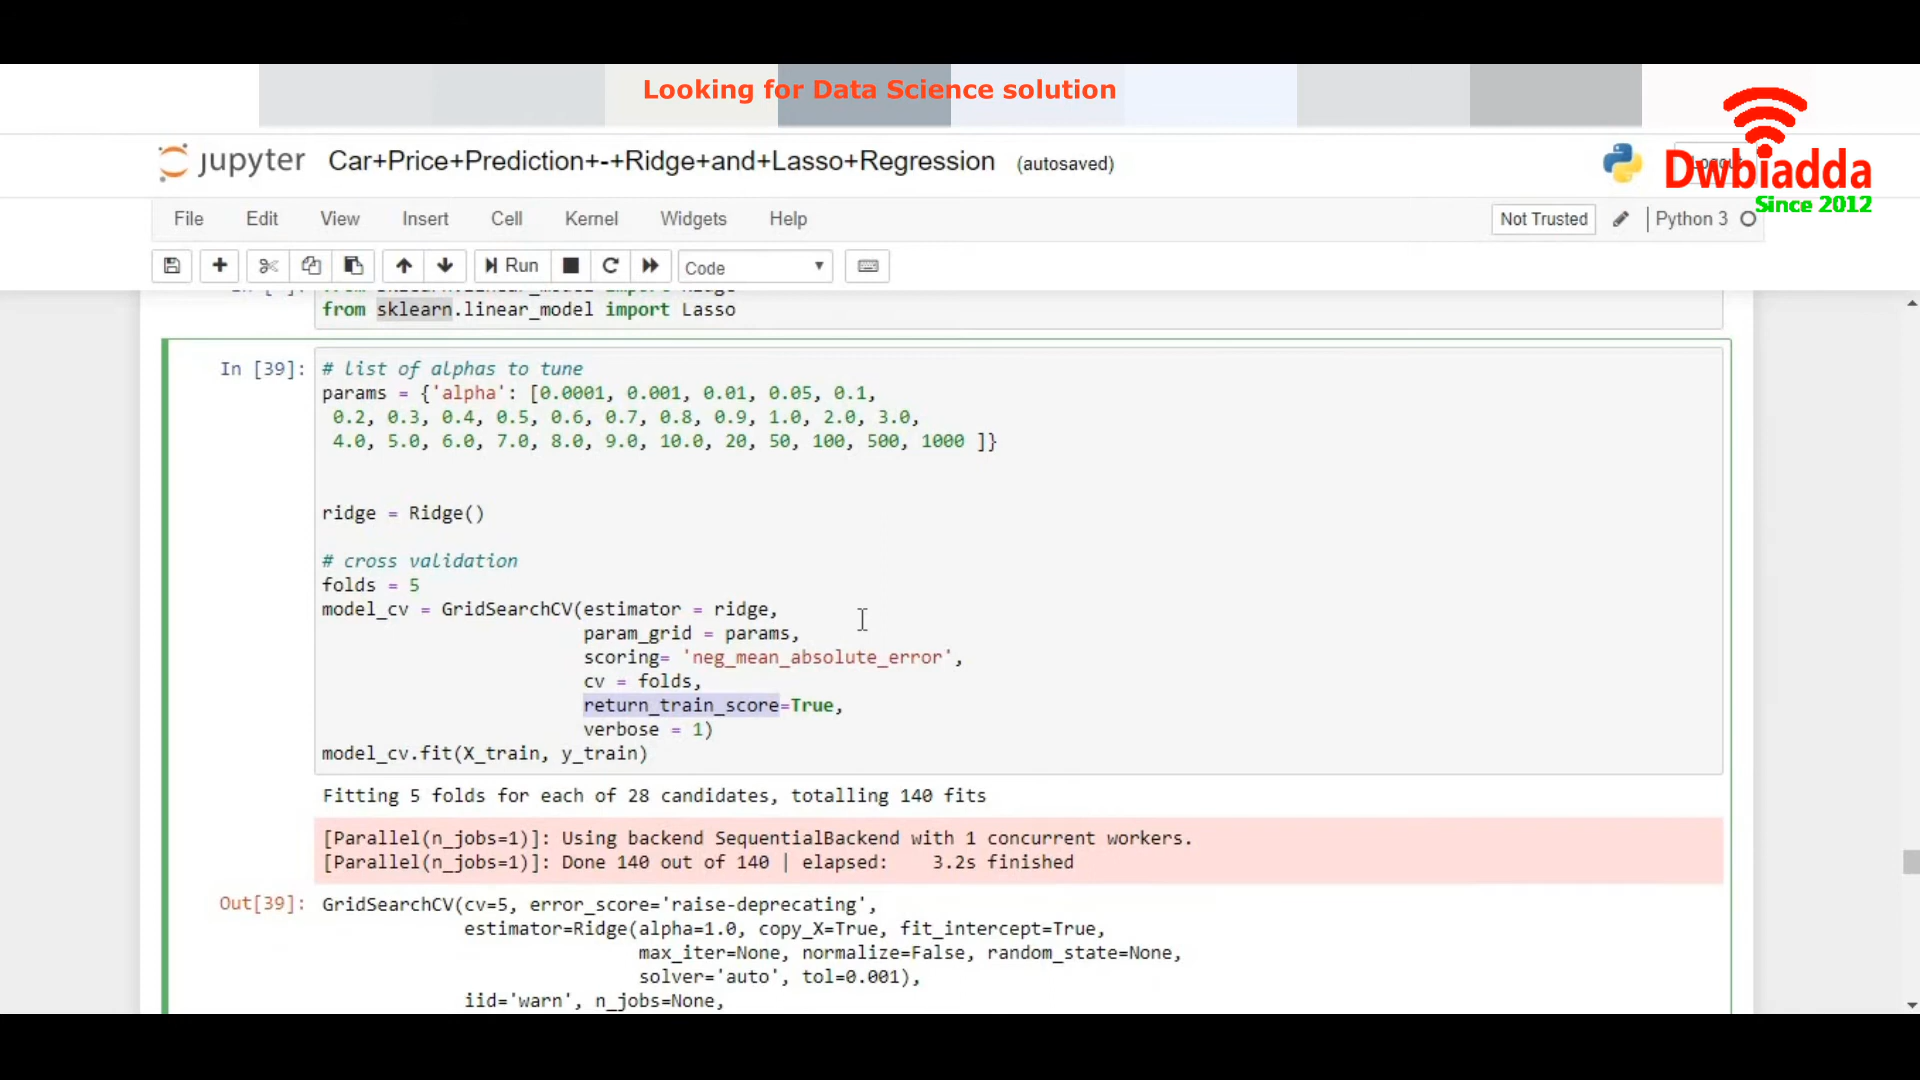 Looking for Data Science solution
jupyter Car+Price+Prediction+-+Ridge+and+Lasso+Regression (autosaved)
Dwbiadda
Since 2012
File Edit View Insert Cell Kernel Widgets Help Not Trusted Python 3
Run Code
from sklearn.linear_model import Lasso
In [39]: # list of alphas to tune
params = {'alpha': [0.0001, 0.001, 0.01, 0.05, 0.1,
0.2, 0.3, 0.4, 0.5, 0.6, 0.7, 0.8, 0.9, 1.0, 2.0, 3.0,
4.0, 5.0, 6.0, 7.0, 8.0, 9.0, 10.0, 20, 50, 100, 500, 1000 ]}
ridge = Ridge()
# cross validation
folds = 5
model_cv = GridSearchCV(estimator = ridge,
param_grid = params,
scoring= 'neg_mean_absolute_error',
cv = folds,
return_train_score=True,
verbose = 1)
model_cv.fit(X_train, y_train)
Fitting 5 folds for each of 28 candidates, totalling 140 fits
[Parallel(n_jobs=1)]: Using backend SequentialBackend with 1 concurrent workers.
[Parallel(n_jobs=1)]: Done 140 out of 140 | elapsed: 3.2s finished
Out[39]: GridSearchCV(cv=5, error_score='raise-deprecating',
estimator=Ridge(alpha=1.0, copy_X=True, fit_intercept=True,
max_iter=None, normalize=False, random_state=None,
solver='auto', tol=0.001),
iid='warn', n_jobs=None,